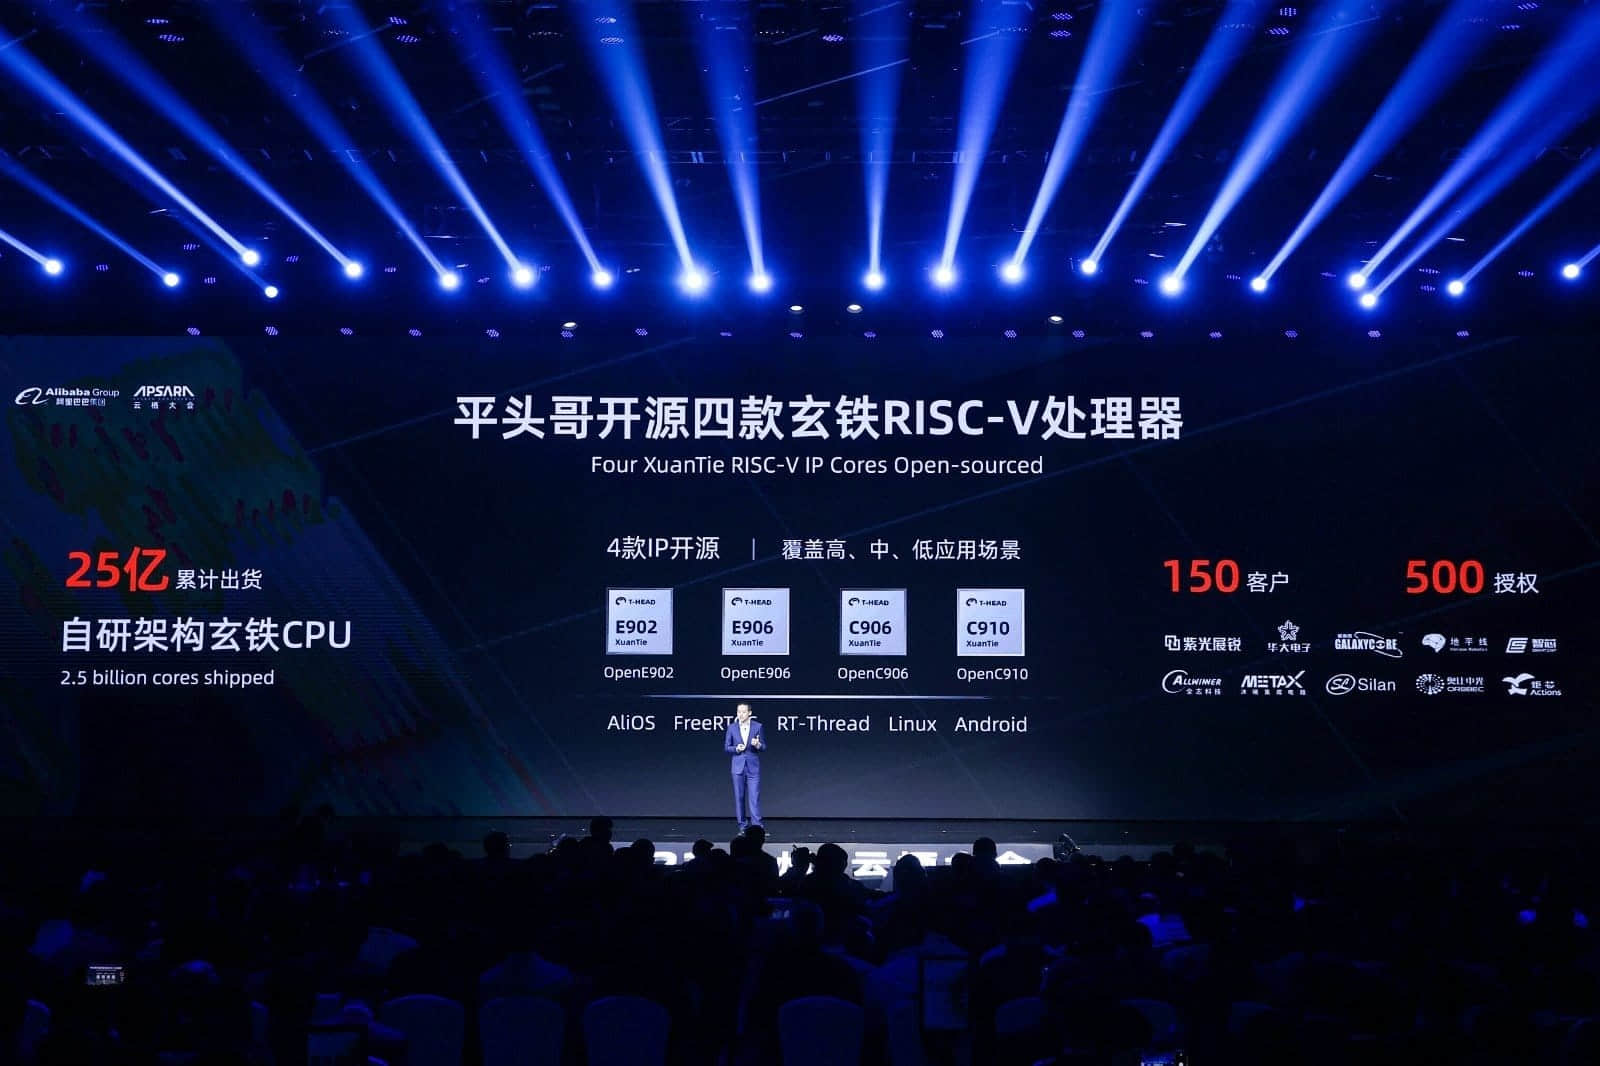 Alibaba Group
阿里巴巴集团
APSARA
云栖大会
平头哥开源四款玄铁RISC-V处理器
Four XuanTie RISC-V IP Cores Open-sourced
25亿 累计出货
自研架构玄铁CPU
2.5 billion cores shipped
4款IP开源 | 覆盖高、中、低应用场景
T-HEAD E902 XuanTie
T-HEAD E906 XuanTie
T-HEAD C906 XuanTie
T-HEAD C910 XuanTie
OpenE902 OpenE906 OpenC906 OpenC910
AliOS FreeRT RT-Thread Linux Android
150 客户 500 授权
紫光展锐 华大电子 GALAXYCORE 地平线 Horizon Robotics 智芯
ALLWINNER 全志科技 METAX 沐曦集成电路 Silan 奥比中光 ORBBEC 炬芯 Actions
云栖大会